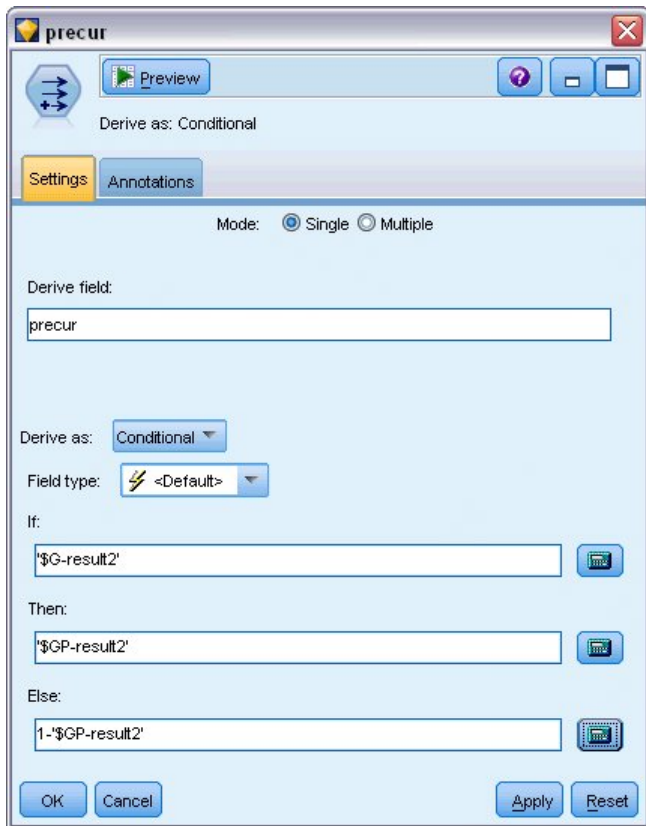 precur
Preview
Derive as: Conditional
Settings Annotations
Mode: Single Multiple
Derive field:
precur
Derive as: Conditional
Field type: <Default>
If:
'$G-result2'
Then:
'$GP-result2'
Else:
1-'$GP-result2'
OK Cancel Apply Reset